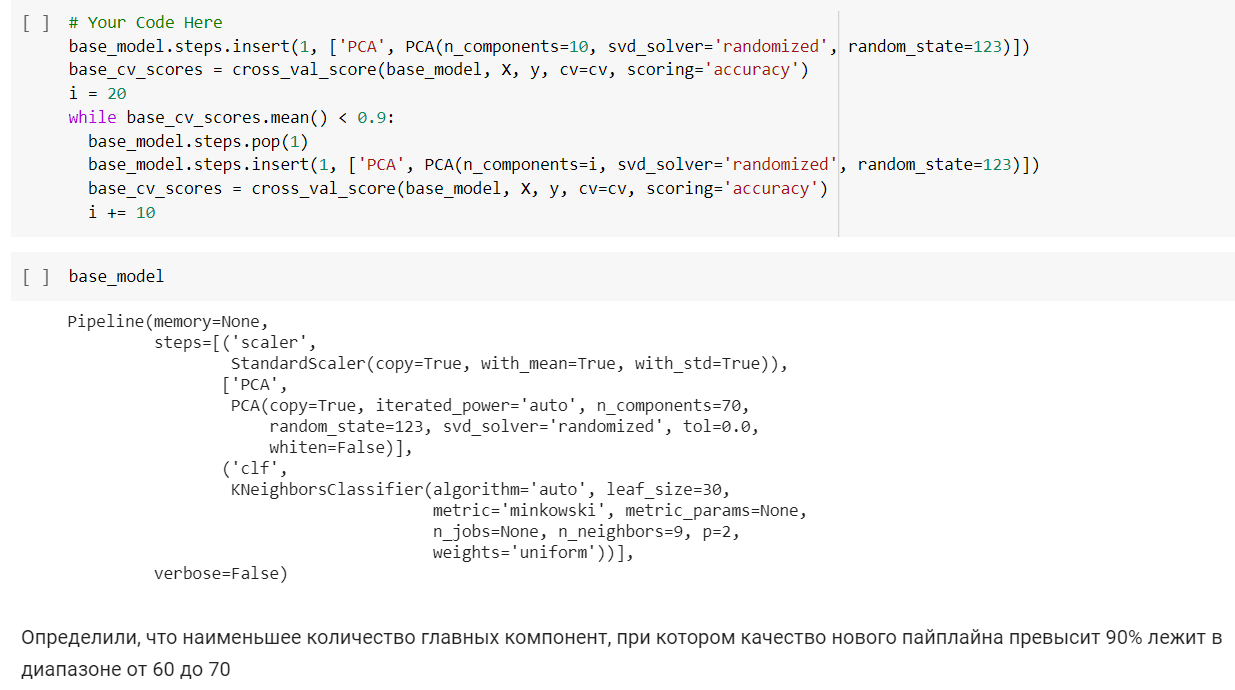 [ ] # Your Code Here
base_model.steps.insert(1, ['PCA', PCA(n_components=10, svd_solver='randomized', random_state=123)])
base_cv_scores = cross_val_score(base_model, X, y, cv=cv, scoring='accuracy')
i = 20
while base_cv_scores.mean() < 0.9:
  base_model.steps.pop(1)
  base_model.steps.insert(1, ['PCA', PCA(n_components=i, svd_solver='randomized', random_state=123)])
  base_cv_scores = cross_val_score(base_model, X, y, cv=cv, scoring='accuracy')
  i += 10
[ ] base_model
Pipeline(memory=None,
         steps=[('scaler',
                 StandardScaler(copy=True, with_mean=True, with_std=True)),
                ['PCA',
                 PCA(copy=True, iterated_power='auto', n_components=70,
                     random_state=123, svd_solver='randomized', tol=0.0,
                     whiten=False)],
                ('clf',
                 KNeighborsClassifier(algorithm='auto', leaf_size=30,
                                      metric='minkowski', metric_params=None,
                                      n_jobs=None, n_neighbors=9, p=2,
                                      weights='uniform'))],
         verbose=False)
Определили, что наименьшее количество главных компонент, при котором качество нового пайплайна превысит 90% лежит в
диапазоне от 60 до 70